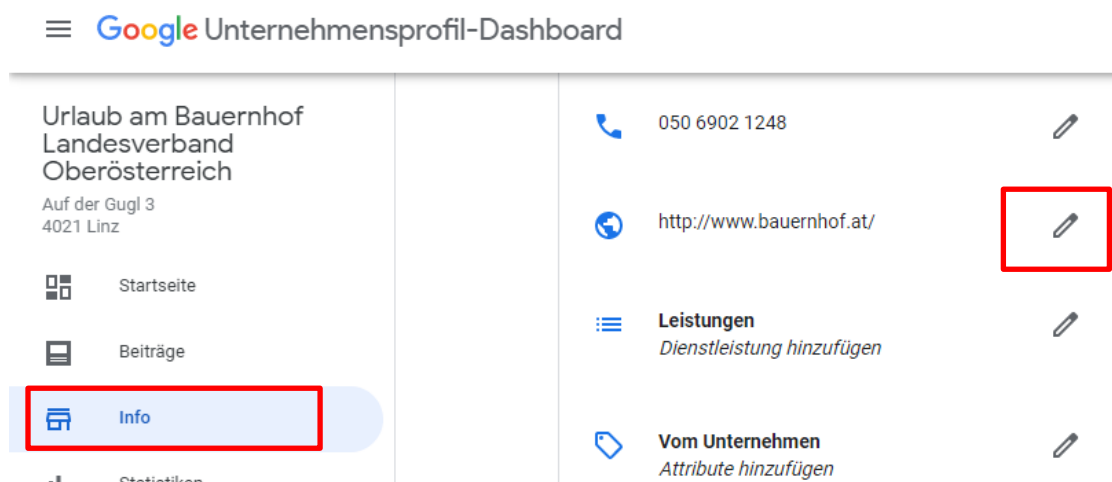 Google Unternehmensprofil-Dashboard
Urlaub am Bauernhof
Landesverband
Oberösterreich
Auf der Gugl 3
4021 Linz
Startseite
Beiträge
Info
Statistiken
050 6902 1248
http://www.bauernhof.at/
Leistungen
Dienstleistung hinzufügen
Vom Unternehmen
Attribute hinzufügen